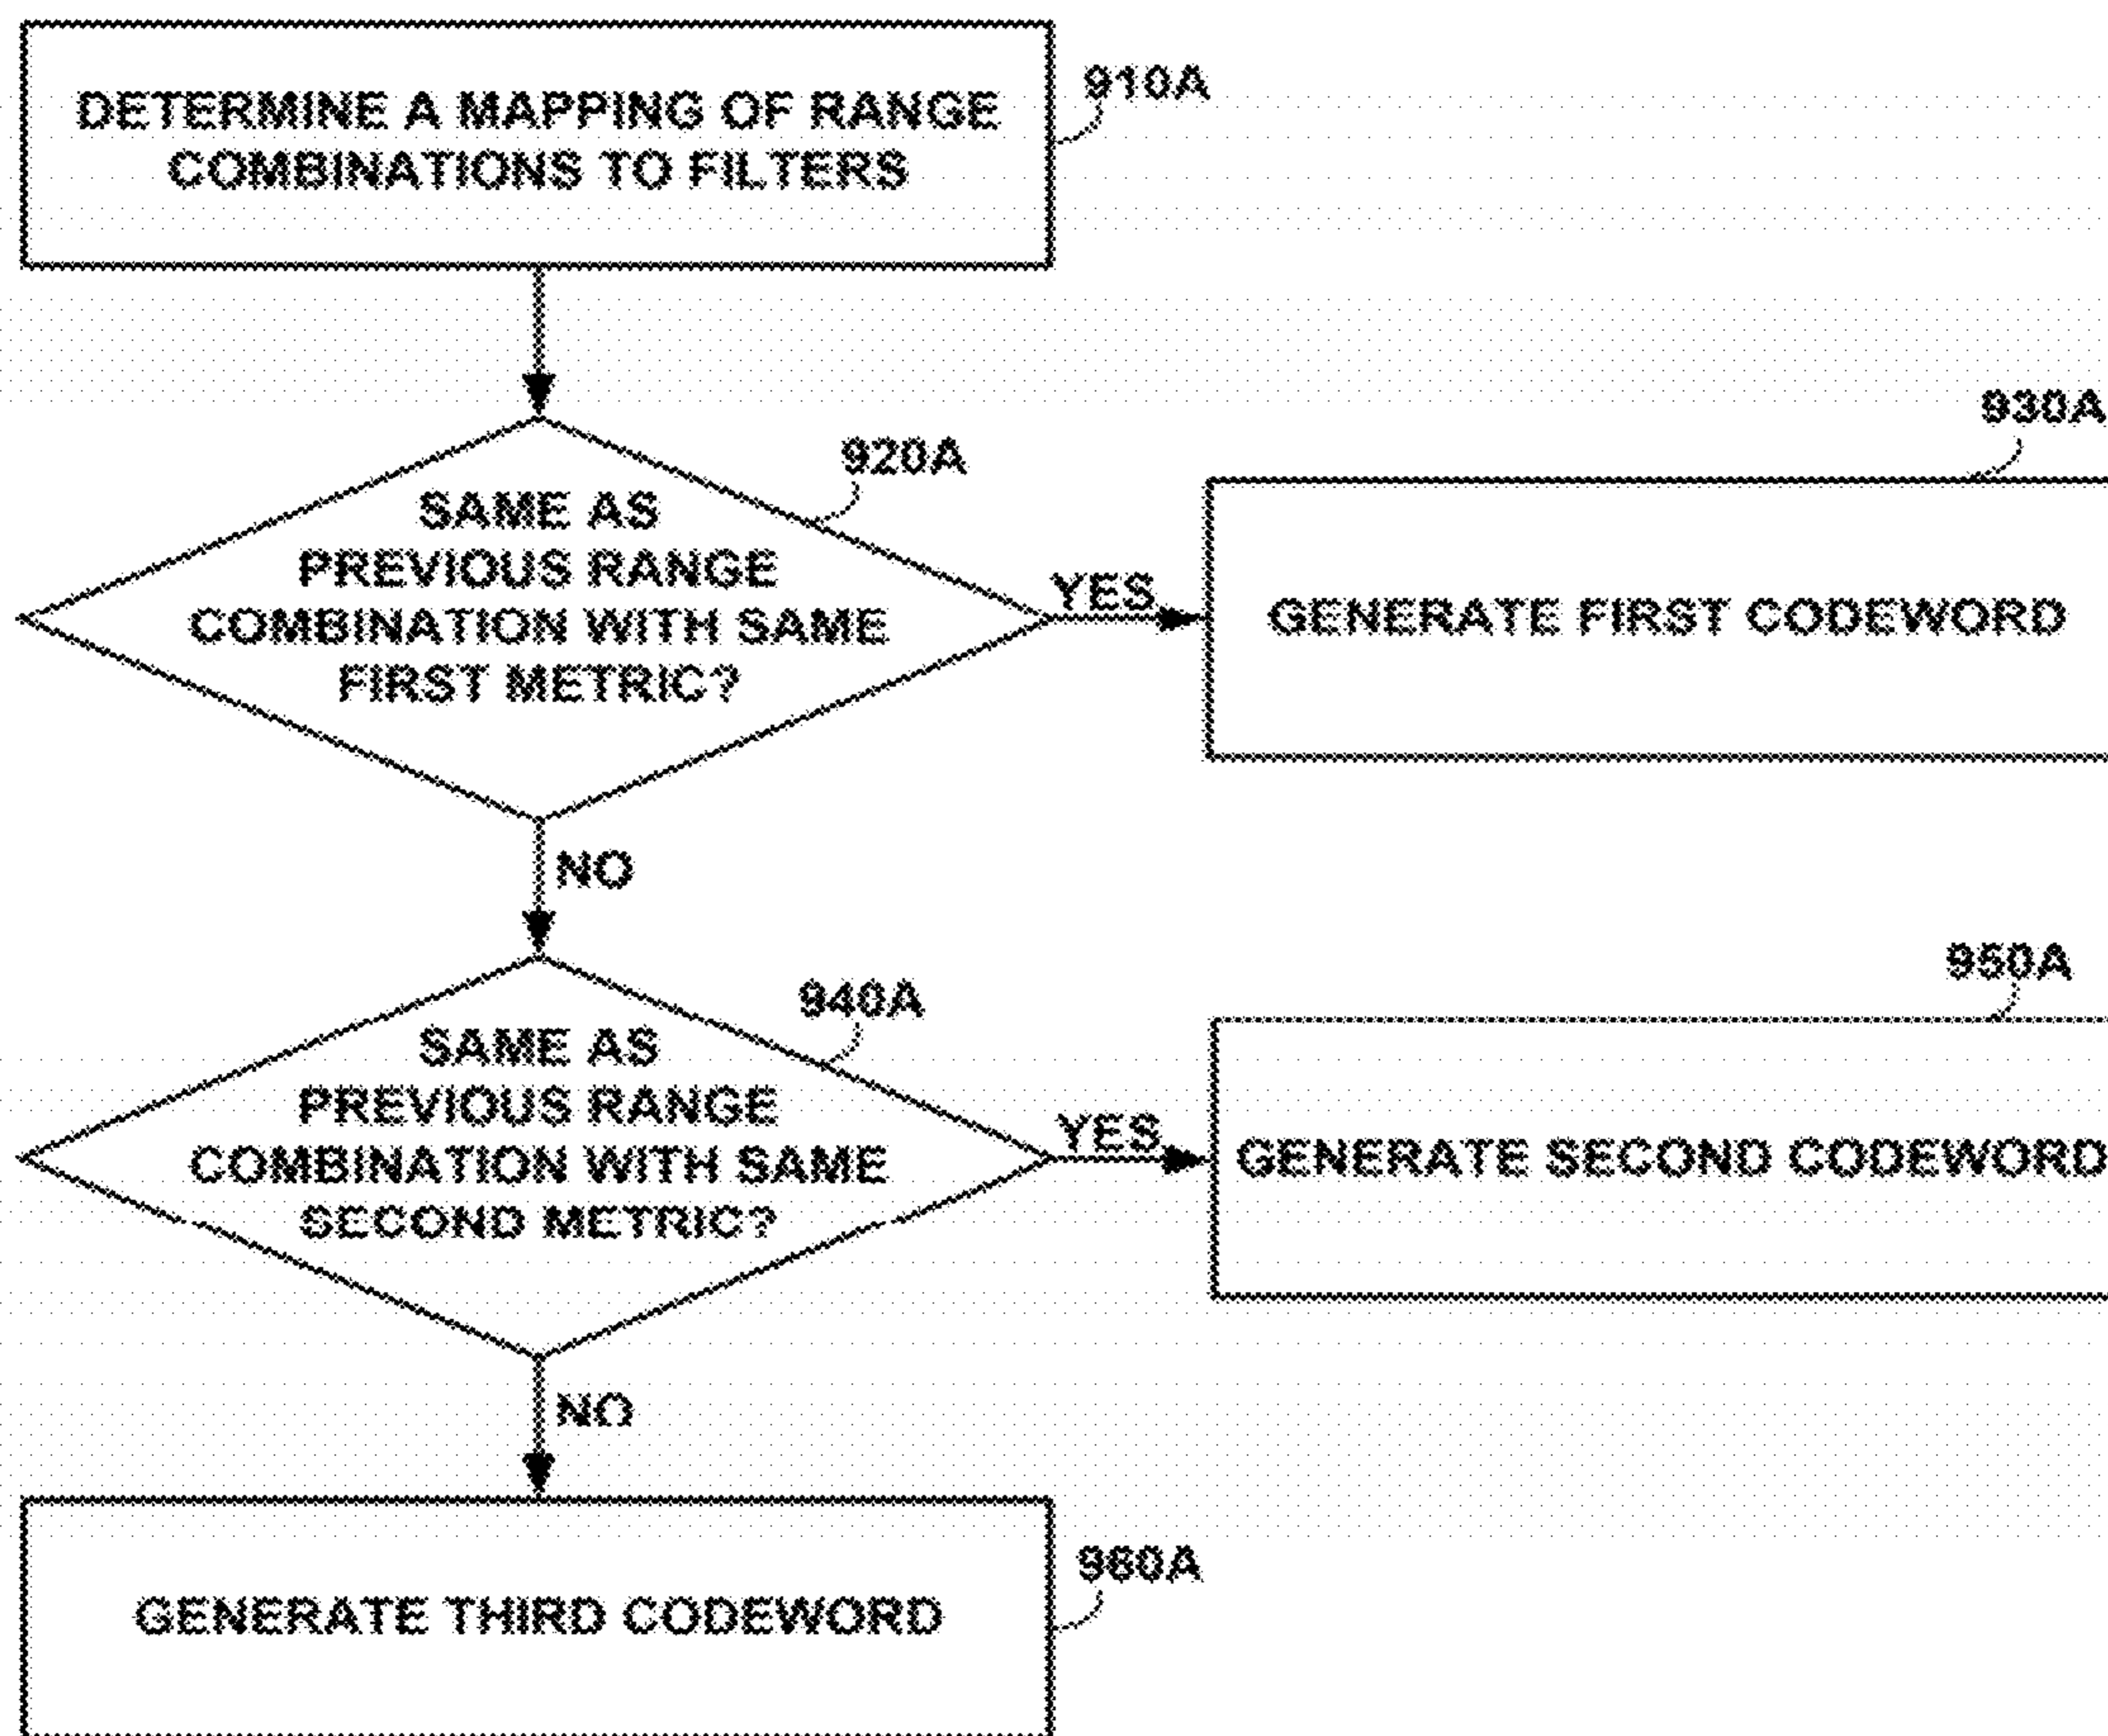 DETERMINE A MAPPING OF RANGE
COMBINATIONS TO FILTERS
910A
920A
SAME AS
PREVIOUS RANGE
COMBINATION WITH SAME
FIRST METRIC?
YES
930A
GENERATE FIRST CODEWORD
NO
940A
SAME AS
PREVIOUS RANGE
COMBINATION WITH SAME
SECOND METRIC?
YES
950A
GENERATE SECOND CODEWORD
NO
960A
GENERATE THIRD CODEWORD